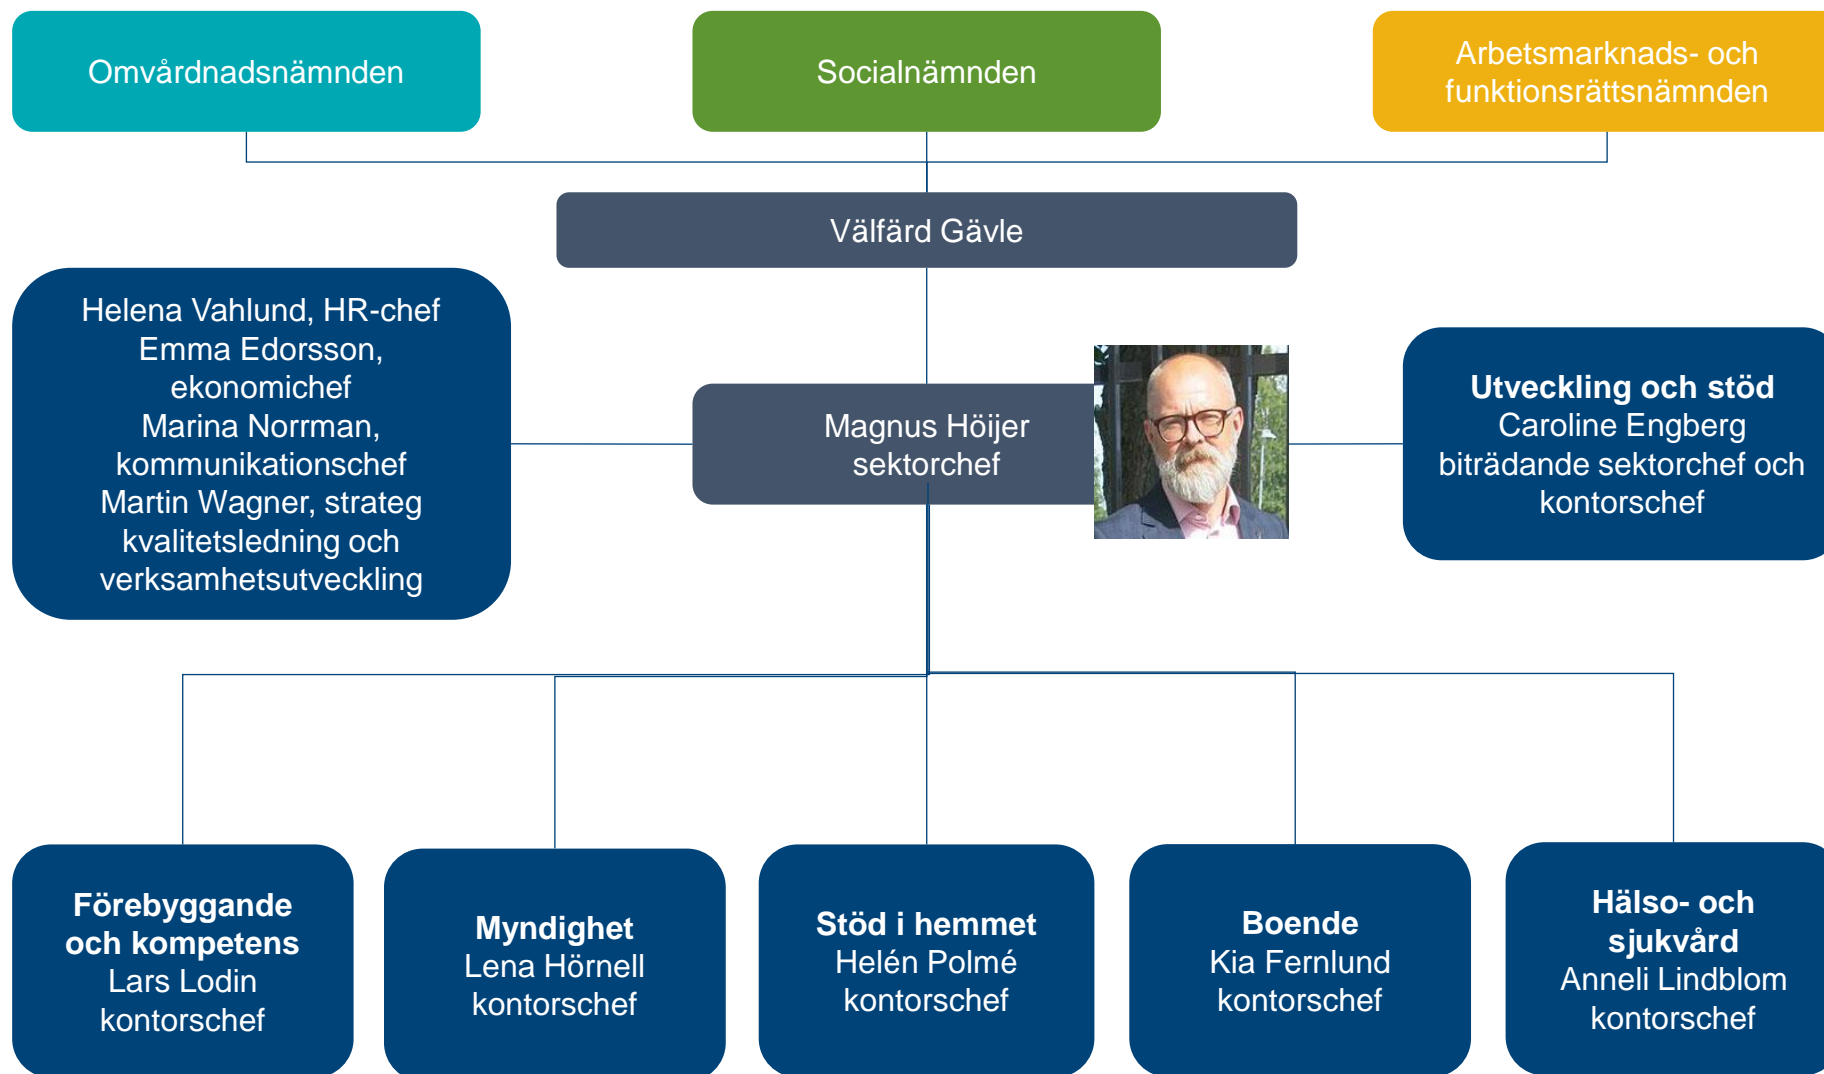 Omvårdnadsnämnden
Socialnämnden
Arbetsmarknads- och
funktionsrättsnämnden
Välfärd Gävle
Helena Vahlund, HR-chef
Emma Edorsson,
ekonomichef
Marina Norrman,
kommunikationschef
Martin Wagner, strateg
kvalitetsledning och
verksamhetsutveckling
Magnus Höijer
sektorchef
Utveckling och stöd
Caroline Engberg
biträdande sektorchef och
kontorschef
Förebyggande
och kompetens
Lars Lodin
kontorschef
Myndighet
Lena Hörnell
kontorschef
Stöd i hemmet
Helén Polmé
kontorschef
Boende
Kia Fernlund
kontorschef
Hälso- och
sjukvård
Anneli Lindblom
kontorschef